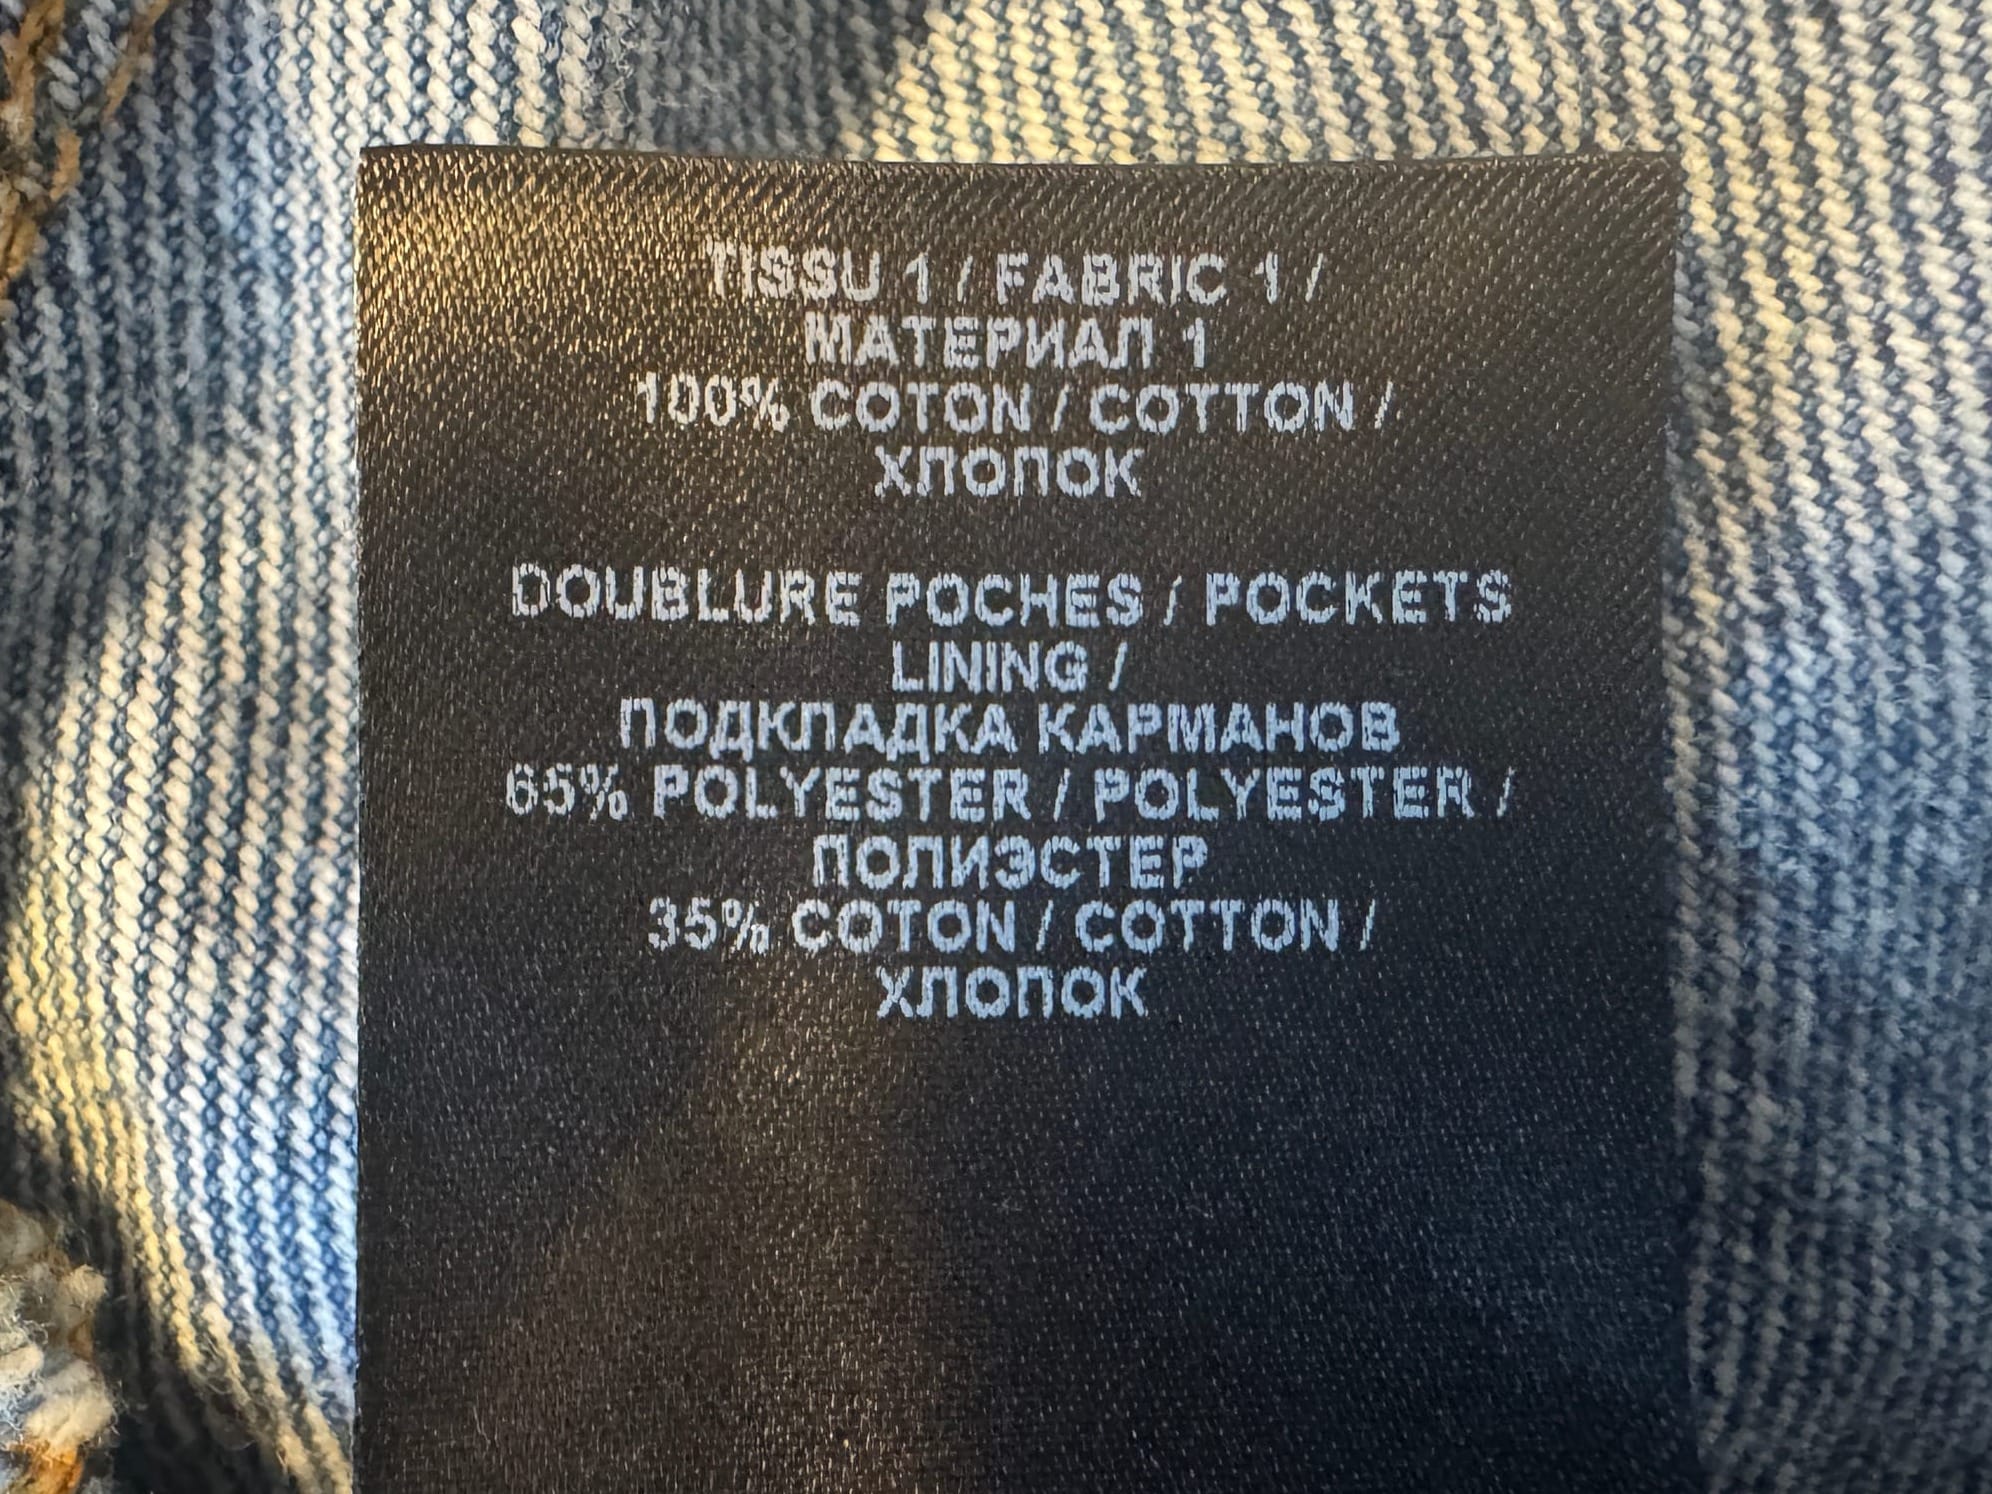 TISSU 1 / FABRIC 1 /
МАТЕРИАЛ 1
100% COTON / COTTON /
ХЛОПОК
DOUBLURE POCHES / POCKETS
LINING /
ПОДКЛАДКА КАРМАНОВ
65% POLYESTER / POLYESTER /
ПОЛИЭСТЕР
35% COTON / COTTON /
ХЛОПОК